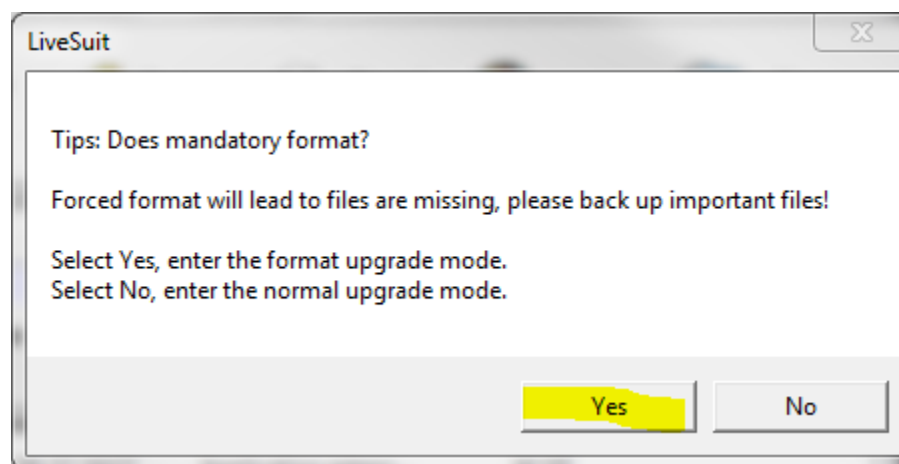 LiveSuit
Tips: Does mandatory format?
Forced format will lead to files are missing, please back up important files!
Select Yes, enter the format upgrade mode.
Select No, enter the normal upgrade mode.
Yes
No